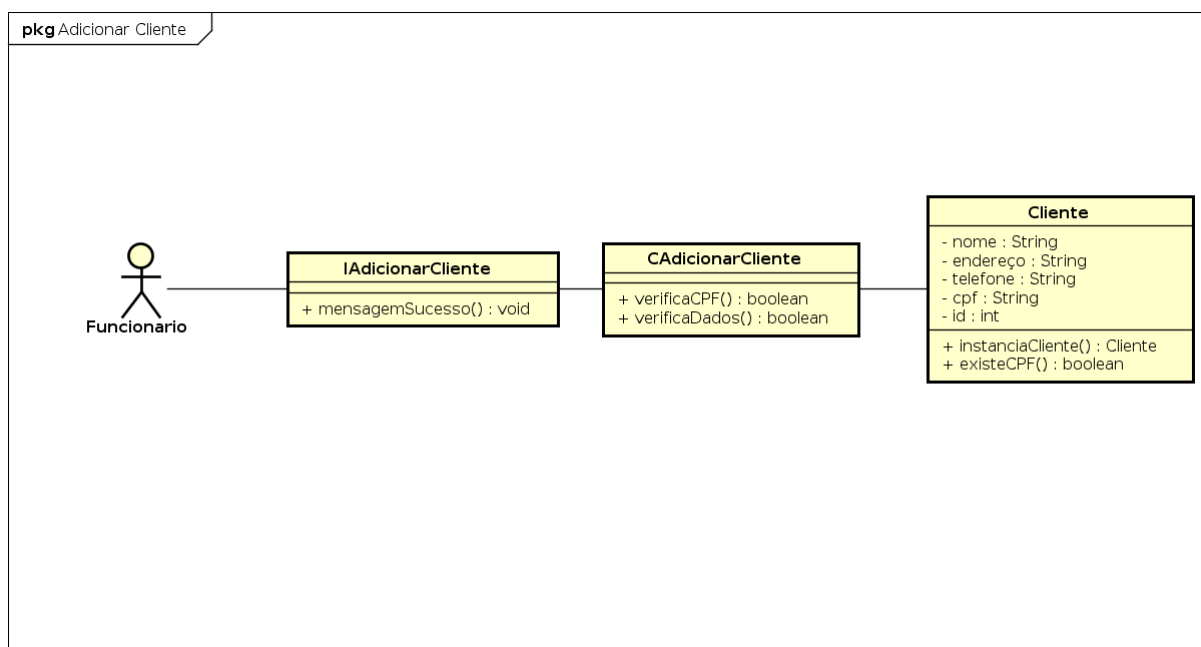 pkg Adicionar Cliente
Funcionario
IAdicionarCliente
+ mensagemSucesso() : void
CAdicionarCliente
+ verificaCPF() : boolean
+ verificaDados() : boolean
Cliente
- nome : String
- endereço : String
- telefone : String
- cpf : String
- id : int
+ instanciaCliente() : Cliente
+ existeCPF() : boolean